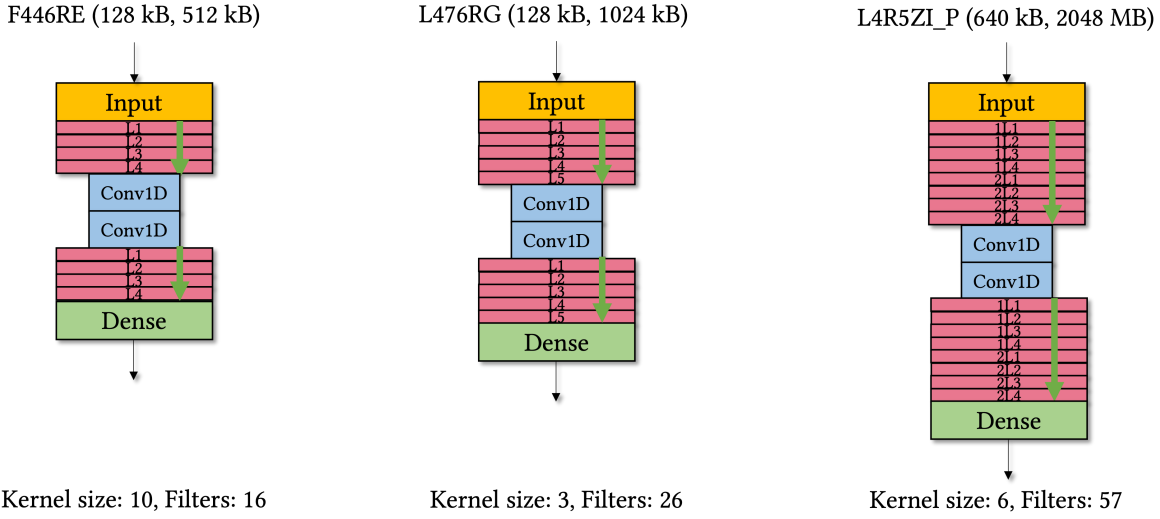 F446RE (128 kB, 512 kB)
Input
L1
L2
L3
L4
Conv1D
Conv1D
L1
L2
L3
L4
Dense
Kernel size: 10, Filters: 16
L476RG (128 kB, 1024 kB)
Input
L1
L2
L3
L4
L5
Conv1D
Conv1D
L1
L2
L3
L4
L5
Dense
Kernel size: 3, Filters: 26
L4R5ZI_P (640 kB, 2048 MB)
Input
1L1
1L2
1L3
1L4
2L1
2L2
2L3
2L4
Conv1D
Conv1D
1L1
1L2
1L3
1L4
2L1
2L2
2L3
2L4
Dense
Kernel size: 6, Filters: 57